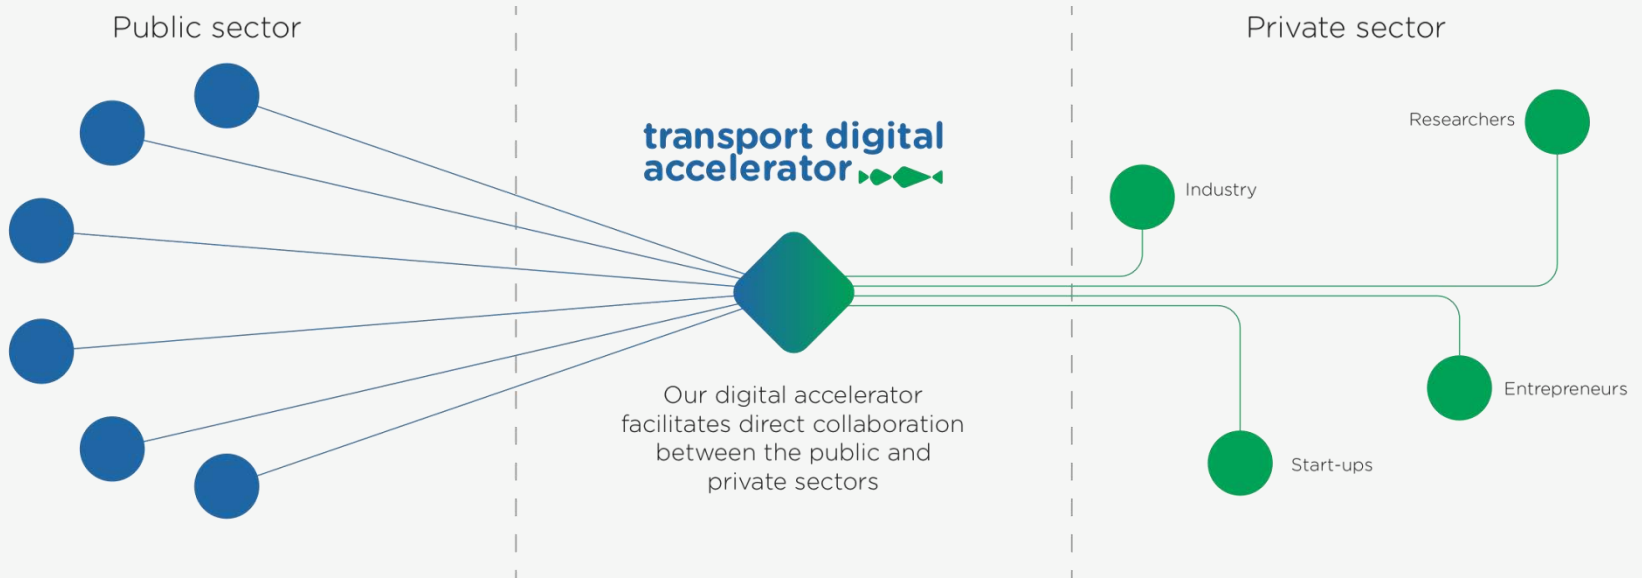 Public sector
Private sector
transport digital
accelerator
Researchers
Industry
Our digital accelerator
facilitates direct collaboration
between the public and
private sectors
Entrepreneurs
Start-ups